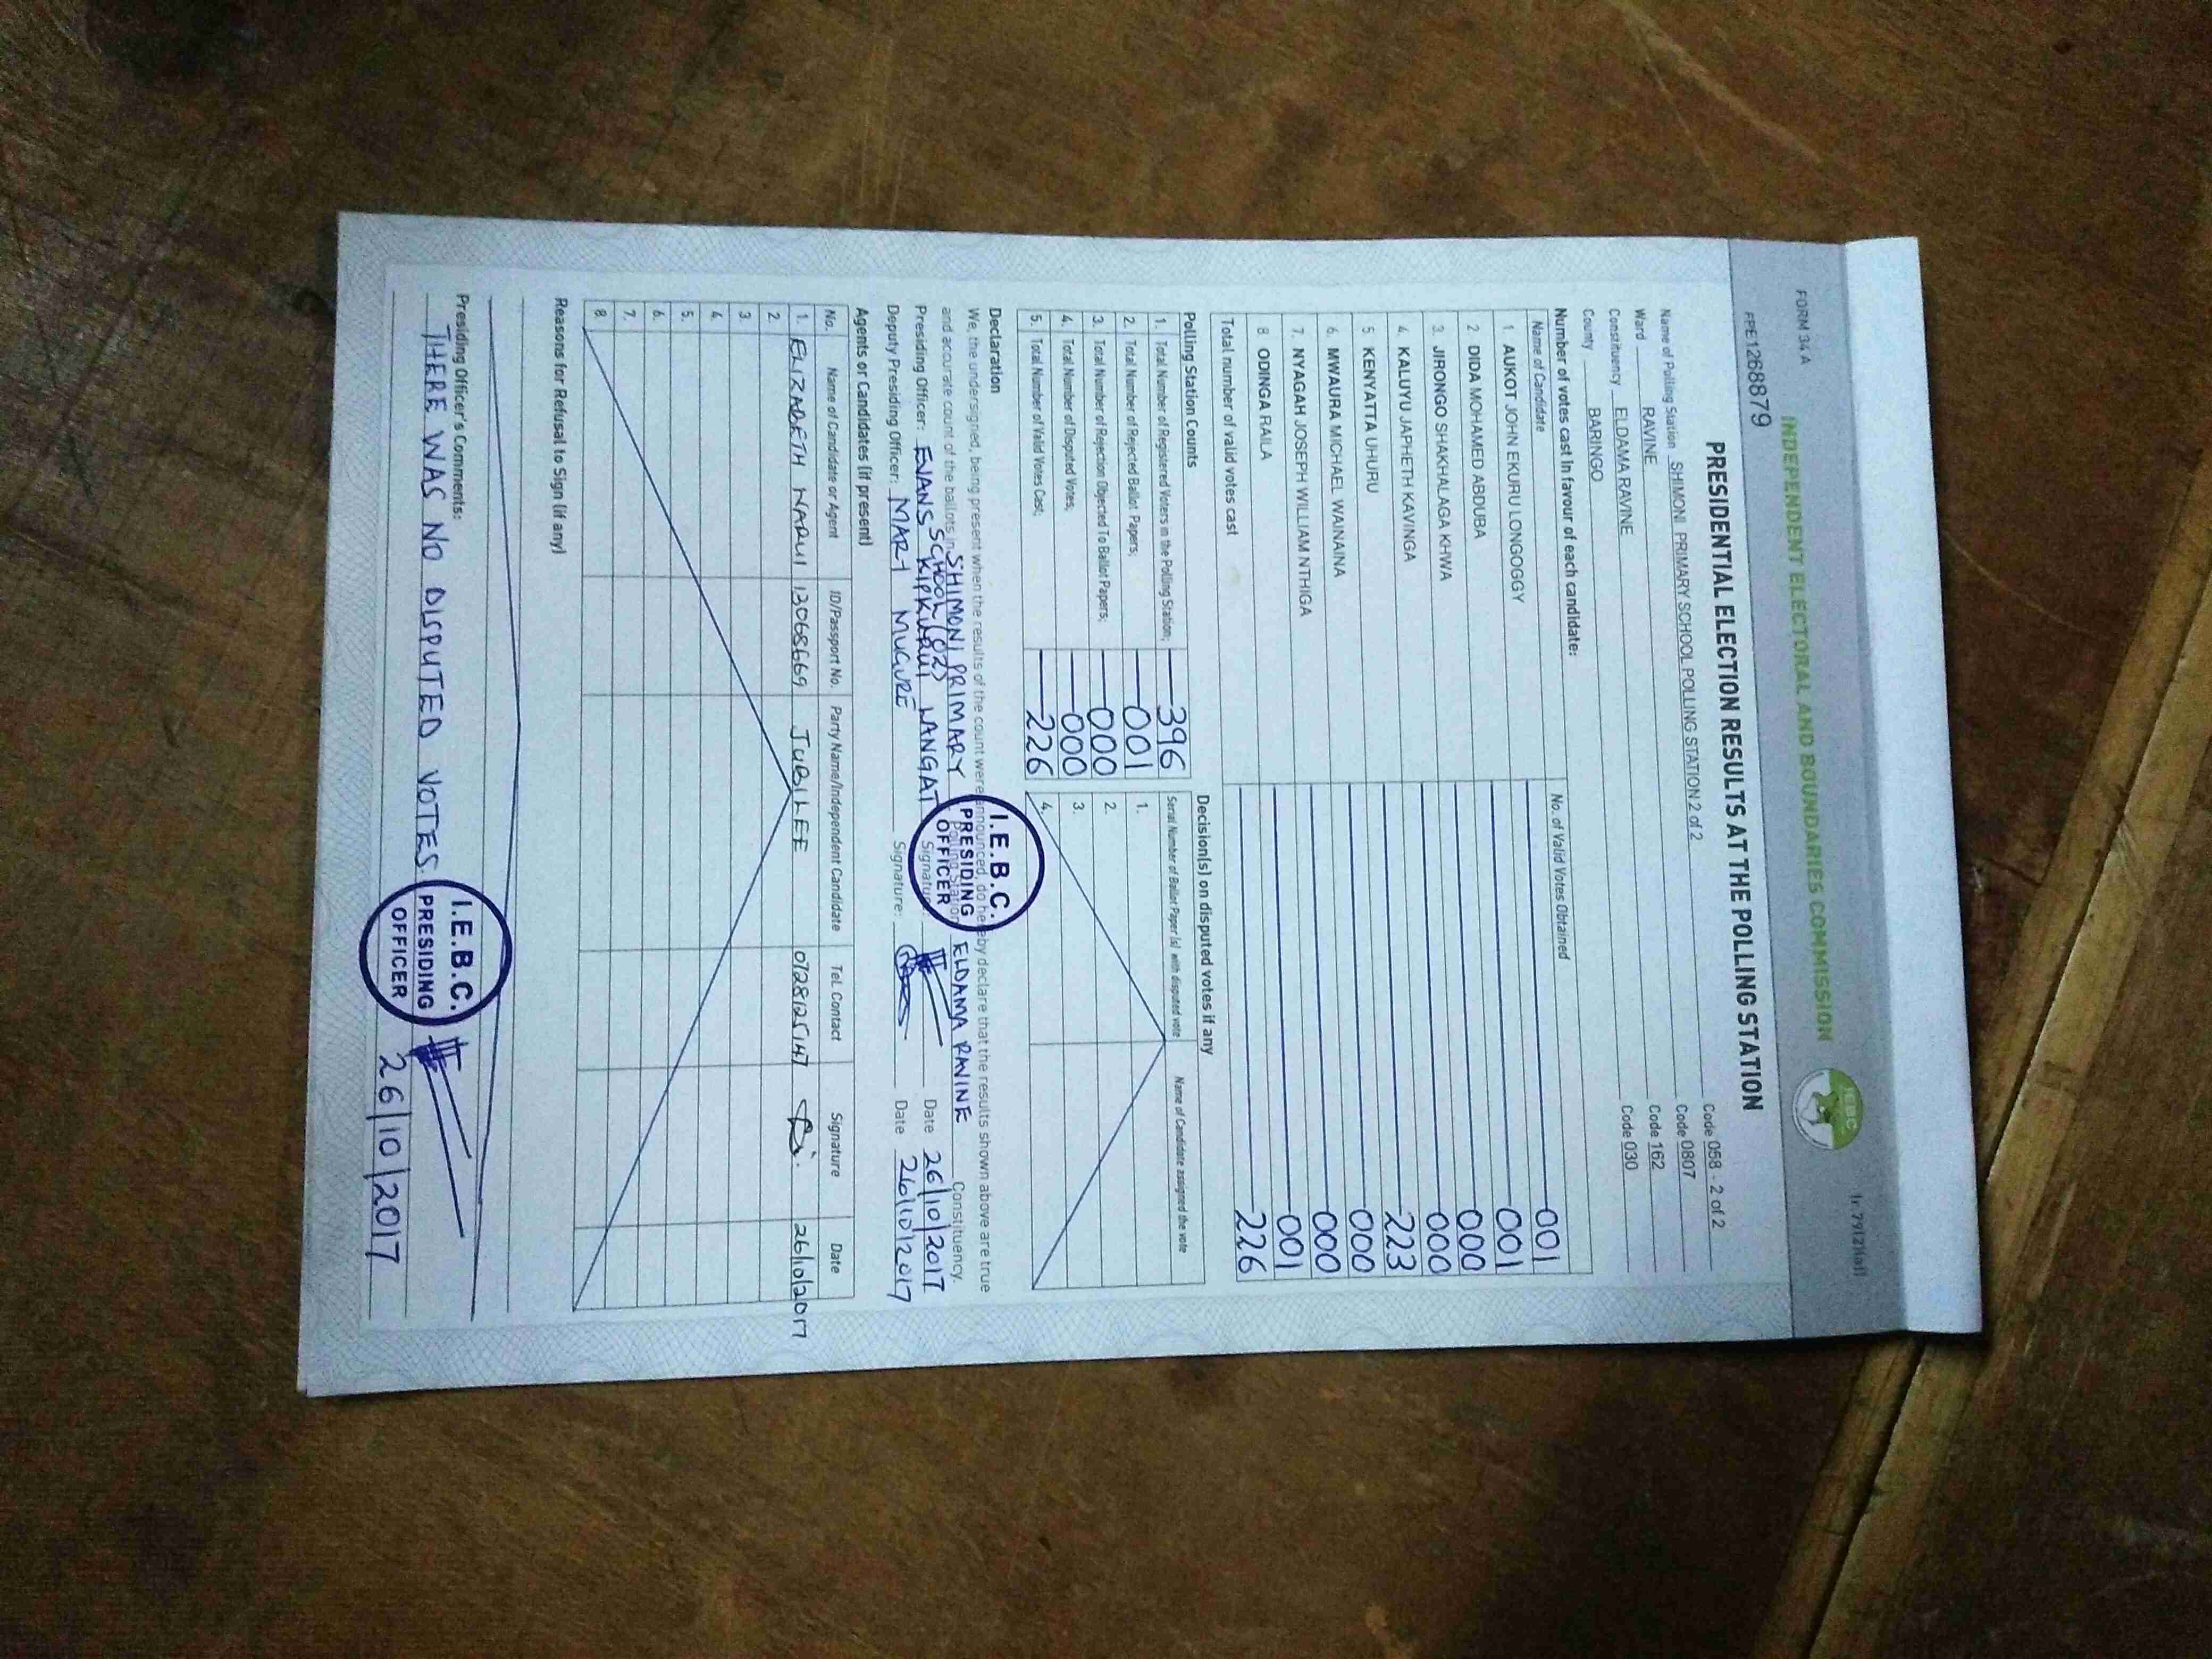 FORM 34 A
1r.79(2)(a)1
INDEPENDENT ELECTORAL AND BOUNDARIES COMMISSION
IEBC
FPE1268879
PRESIDENTIAL ELECTION RESULTS AT THE POLLING STATION
Name of Polling Station SHIMONI PRIMARY SCHOOL POLLING STATION 2 of 2 Code 058 - 2 of 2
Ward RAVINE Code 0807
Constituency ELDAMA RAVINE Code 162
County BARINGO Code 030
Number of votes cast in favour of each candidate:
Name of Candidate No. of Valid Votes Obtained
1 AUKOT JOHN EKURU LONGOGGY 001
2 DIDA MOHAMED ABDUBA 001
3. JIRONGO SHAKHALAGA KHWA 000
4. KALUYU JAPHETH KAVINGA 000
5 KENYATTA UHURU 223
6. MWAURA MICHAEL WAINAINA 000
7. NYAGAH JOSEPH WILLIAM NTHIGA 000
8 ODINGA RAILA 001
Total number of valid votes cast 226
Polling Station Counts
1. Total Number of Registered Voters in the Polling Station; 396
2. Total Number of Rejected Ballot Papers; 001
3. Total Number of Rejection Objected To Ballot Papers; 000
4. Total Number of Disputed Votes; 000
5. Total Number of Valid Votes Cast; 226
Decision(s) on disputed votes if any
Serial Number of Ballot Paper (s) with disputed vote Name of Candidate assigned the vote
1.
2.
3.
4.
Declaration
We, the undersigned, being present when the results of the count were announced, do hereby declare that the results shown above are true
and accurate count of the ballots in SHIMONI PRIMARY SCHOOL (02) Polling Station ELDAMA RAVINE Constituency.
Presiding Officer: EVANS KIPKURUI LANGAT Signature: Date 26/10/2017
Deputy Presiding Officer: MARY MUGURE Signature: Date 26/10/2017
I.E.B.C.
PRESIDING
OFFICER
Agents or Candidates (if present)
No. Name of Candidate or Agent ID/Passport No. Party Name/Independent Candidate Tel. Contact Signature Date
1. ELIZABETH WARUI 13068669 JUBILEE 0728125147 26/10/2017
2.
3.
4.
5.
6.
7.
8.
Reasons for Refusal to Sign (if any)
Presiding Officer's Comments:
THERE WAS NO DISPUTED VOTES.
I.E.B.C.
PRESIDING
OFFICER
26/10/2017